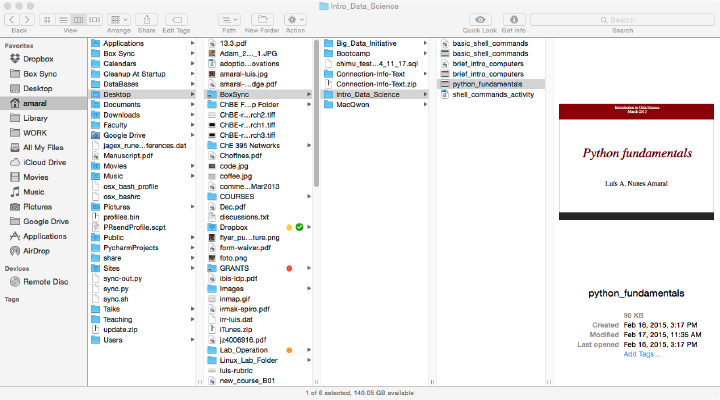 Intro_Data_Science
Back
View
Arrange
Share
Edit Tags
Path
New Folder
Action
Quick Look
Get Info
Search
Search
Favorites
Dropbox
Box Sync
Desktop
amaral
Library
WORK
All My Files
iCloud Drive
Movies
Music
Pictures
Google Drive
Applications
AirDrop
Devices
Remote Disc
Tags
Applications
Box Sync
Calendars
Cleanup At Startup
DataBases
Desktop
Documents
Downloads
Faculty
Google Drive
jagex_rune...ferences.dat
Manuscript.pdf
Movies
Music
osx_bash_profile
osx_bashrc
Pictures
profiles.bin
PRsendProfile.scpt
Public
PycharmProjects
share
Sites
sync-out.py
sync.py
sync.sh
Talks
Teaching
update.zip
Users
13.3.pdf
Adam_2..._1.JPG
adoption...ovations
amaral-luis.jpg
amaral-...dge.pdf
BoxSync
ChBE F...p Folder
ChBE-r...rch2.tiff
ChBE-r...rch1.tiff
ChBE-r...rch3.tiff
ChE 395 Networks
Choffnes.pdf
code.jpg
coffee.jpg
comme...Mar2013
COURSES
Dec.pdf
discussions.txt
Dropbox
flyer_pu...ture.png
form-waiver.pdf
foto.png
GRANTS
ibis-idp.pdf
Images
inmap.gif
irmak-spiro.pdf
irr-luis.dat
iTunes.zip
jz4006916.pdf
Lab_Operation
Linux_Lab_Folder
luis-rubric
new_course_B01
Big_Data_Initiative
Bootcamp
chimu_test...4_11_17.sql
Connection-Info-Text
Connection-Info-Text.zip
Intro_Data_Science
MacQwon
basic_shell_commands
basic_shell_commands
brief_intro_computers
brief_intro_computers
python_fundamentals
shell_commands_activity
Introduction to Data Science
March 2015
Python fundamentals
Luís A. Nunes Amaral
python_fundamentals
90 KB
Created Feb 16, 2015, 3:17 PM
Modified Feb 17, 2015, 11:35 AM
Last opened Feb 16, 2015, 3:17 PM
Add Tags...
1 of 6 selected, 140.05 GB available